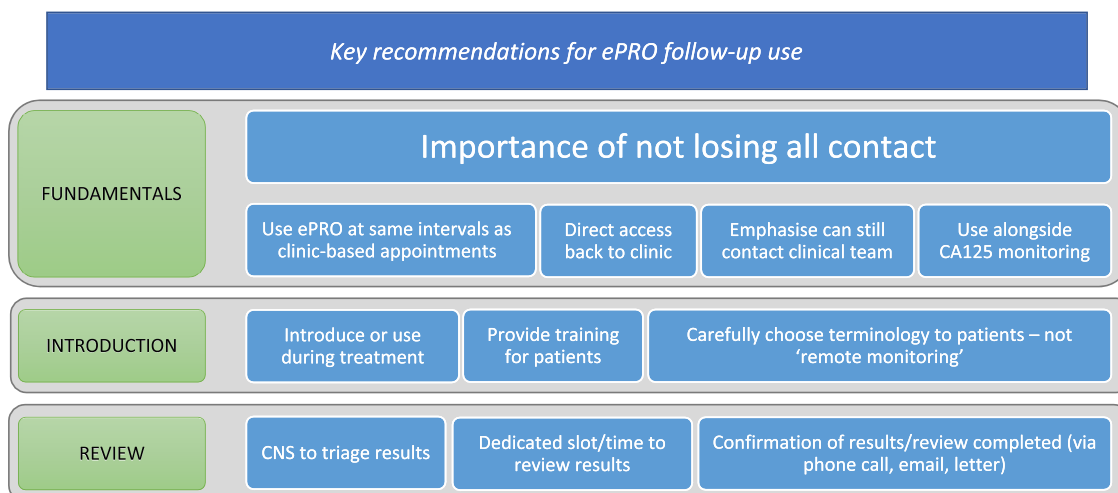 Key recommendations for ePRO follow-up use
FUNDAMENTALS
Importance of not losing all contact
Use ePRO at same intervals as
clinic-based appointments
Direct access
back to clinic
Emphasise can still
contact clinical team
Use alongside
CA125 monitoring
INTRODUCTION
Introduce or use
during treatment
Provide training
for patients
Carefully choose terminology to patients – not
‘remote monitoring’
REVIEW
CNS to triage results
Dedicated slot/time to
review results
Confirmation of results/review completed (via
phone call, email, letter)